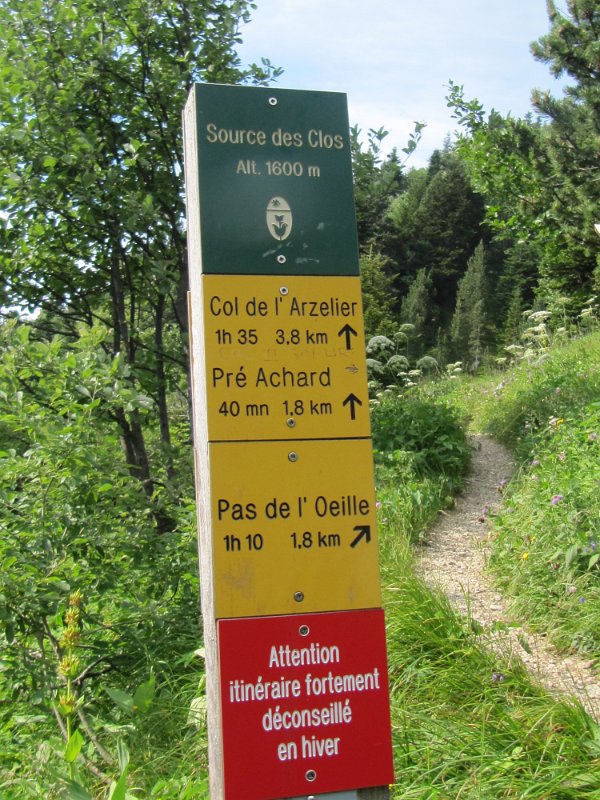 Source des Clos
Alt. 1600 m
Col de l' Arzelier
1h 35 3.8 km ↑
Pré Achard
40 mn 1.8 km ↑
Pas de l' Oeille
1h 10 1.8 km ↗
Attention
itinéraire fortement
déconseillé
en hiver